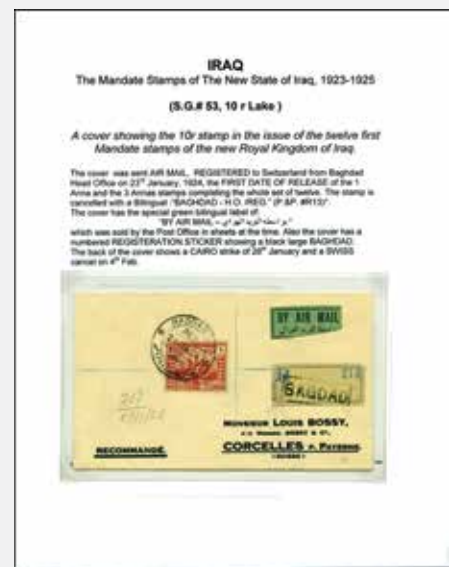 IRAQ
The Mandate Stamps of The New State of Iraq, 1923-1925
(S.G.# 53, 10 r Lake )
A cover showing the 10r stamp in the issue of the twelve first
Mandate stamps of the new Royal Kingdom of Iraq.
The cover was sent AIR MAIL, REGISTERED to Switzerland from Baghdad
Head Office on 23rd January, 1924, the FIRST DATE OF RELEASE of the 1
Anna and the 3 Annas stamps completing the whole set of twelve. The stamp is
cancelled with a Bilingual "BAGHDAD - H.O. /REG." (P.&P. #R13)".
The cover has the special green bilingual label of:
"BY AIR MAIL –
which was sold by the Post Office in sheets at the time. Also the cover has a
numbered REGISTERATION STICKER showing a black large BAGHDAD.
The back of the cover shows a CAIRO strike of 28th January and a SWISS
cancel on 4th Feb.
BY AIR MAIL
BAGDAD
MONSIEUR LOUIS BOSSY,
CORCELLES P. PAYERNE.
(SUISSE)
RECOMMANDÉ.